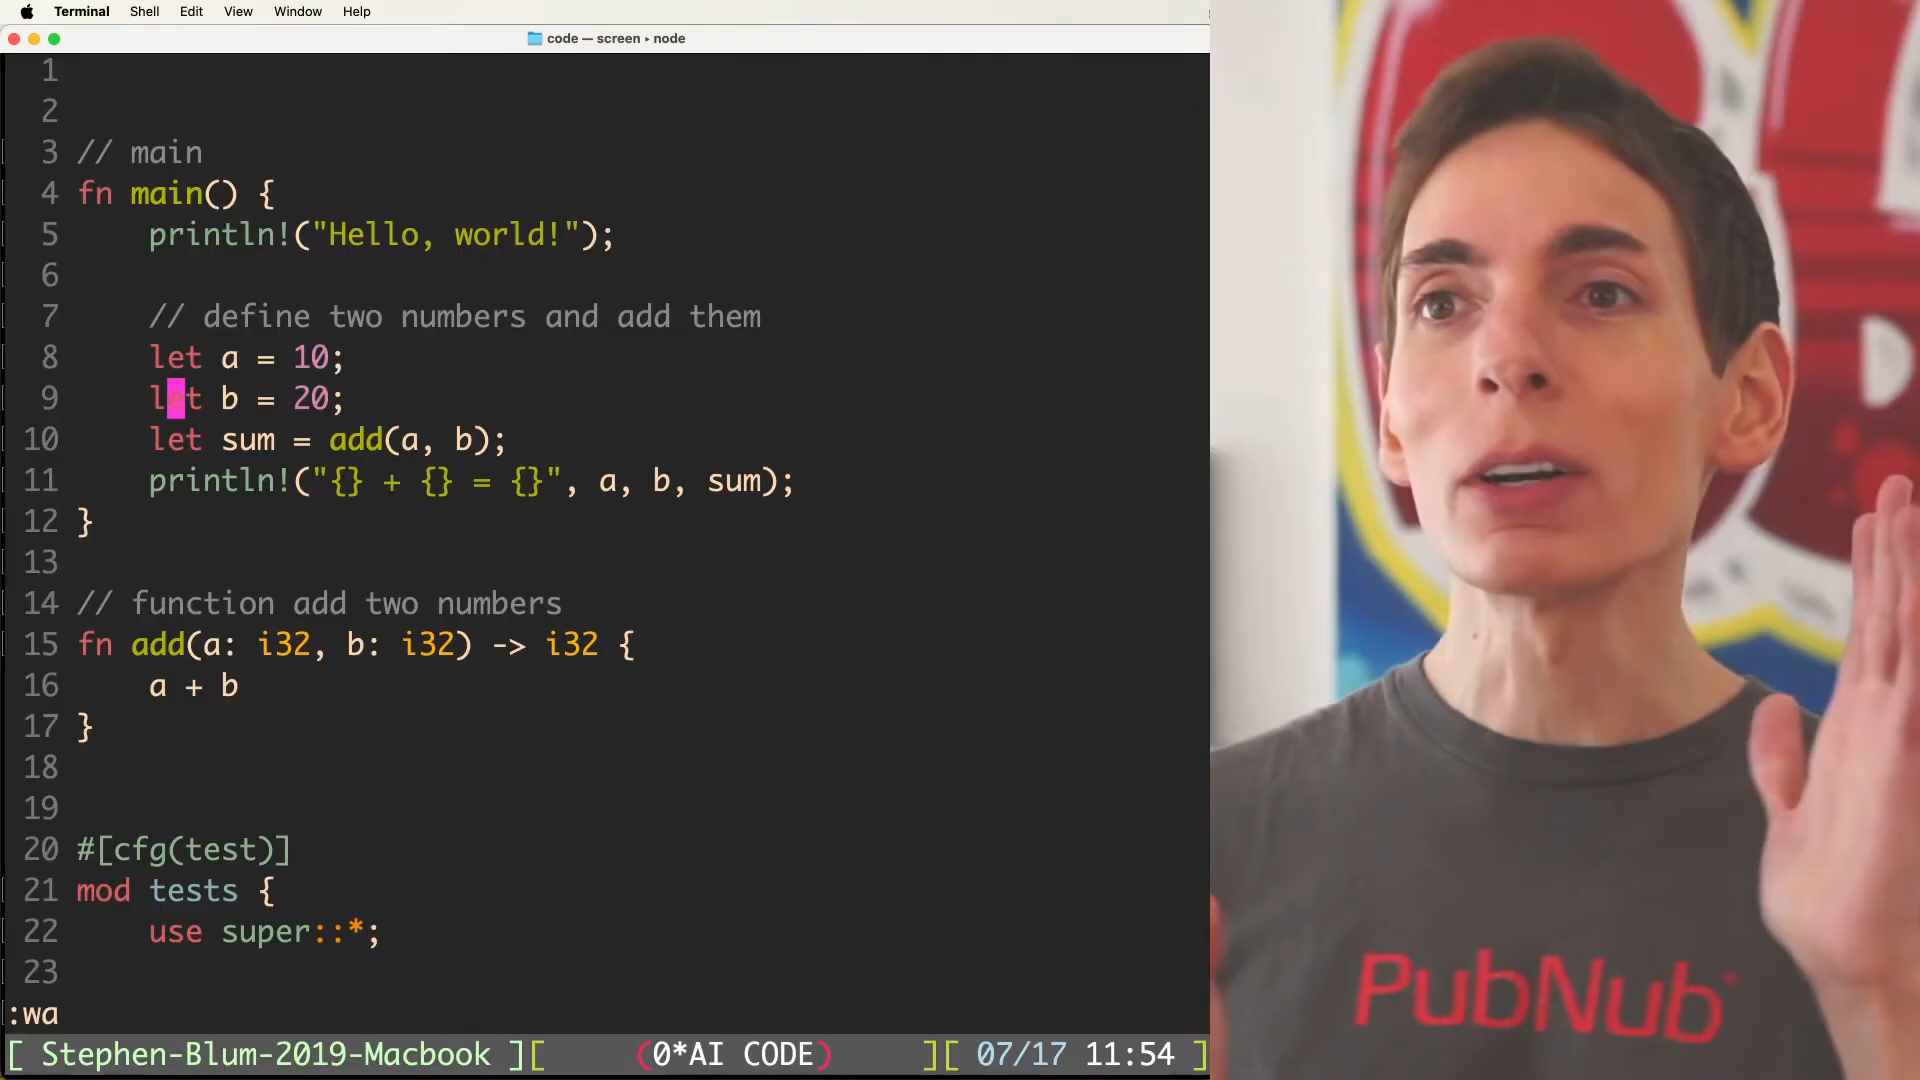 Terminal Shell Edit View Window Help
code — screen ▸ node
1
2
3 // main
4 fn main() {
5 println!("Hello, world!");
6
7 // define two numbers and add them
8 let a = 10;
9 let b = 20;
10 let sum = add(a, b);
11 println!("{} + {} = {}", a, b, sum);
12 }
13
14 // function add two numbers
15 fn add(a: i32, b: i32) -> i32 {
16 a + b
17 }
18
19
20 #[cfg(test)]
21 mod tests {
22 use super::*;
23
:wa
[ Stephen-Blum-2019-Macbook ][ (0*AI CODE) ][ 07/17 11:54 ]
PubNub